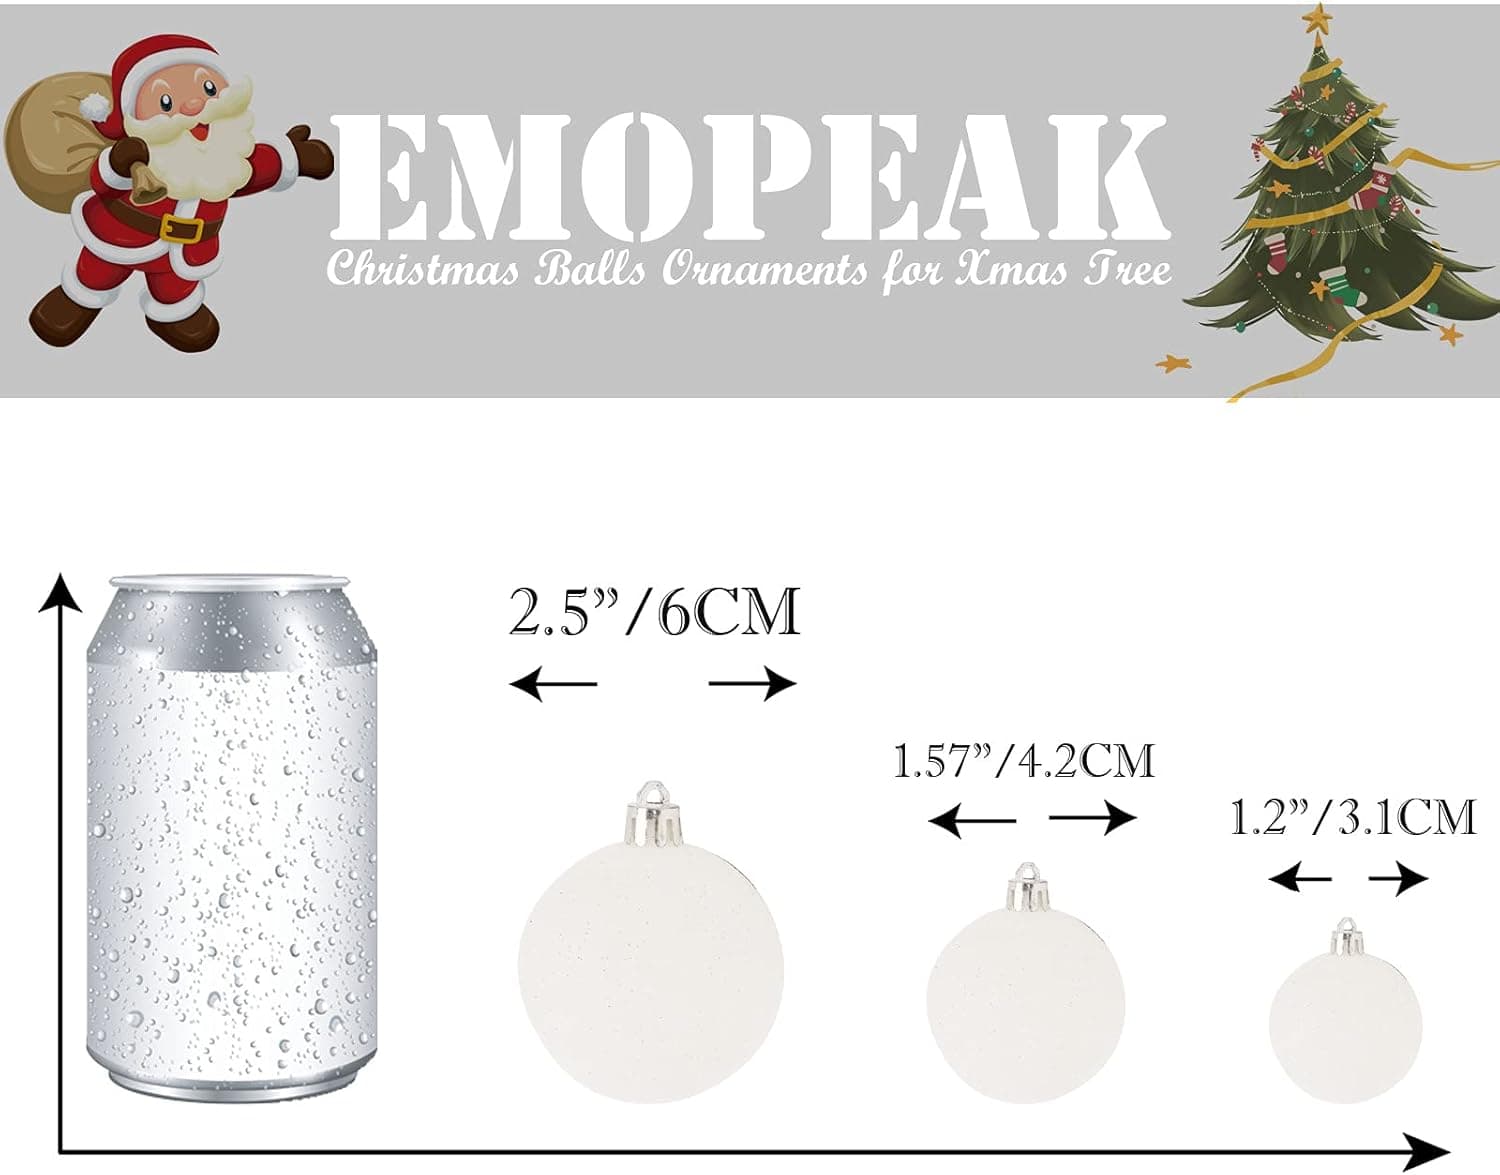 EMOPEAK
Christmas Balls Ornaments for Xmas Tree
2.5”/6CM
1.57”/4.2CM
1.2”/3.1CM